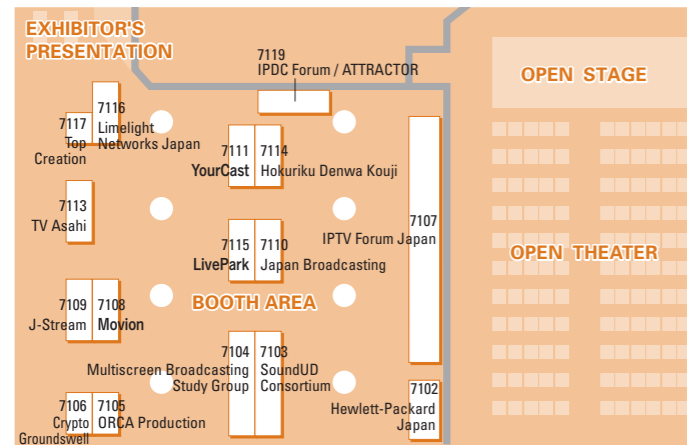 EXHIBITOR'S
PRESENTATION
7119
IPDC Forum / ATTRACTOR
OPEN STAGE
7117
Top
Creation
7116
Limelight
Networks Japan
7111
YourCast
7114
Hokuriku Denwa Kouji
7113
TV Asahi
7107
IPTV Forum Japan
OPEN THEATER
7115
LivePark
7110
Japan Broadcasting
BOOTH AREA
7109
J-Stream
7108
Movion
7104
Multiscreen Broadcasting
Study Group
7103
SoundUD
Consortium
7106
Crypto
Groundswell
7105
ORCA Production
7102
Hewlett-Packard
Japan